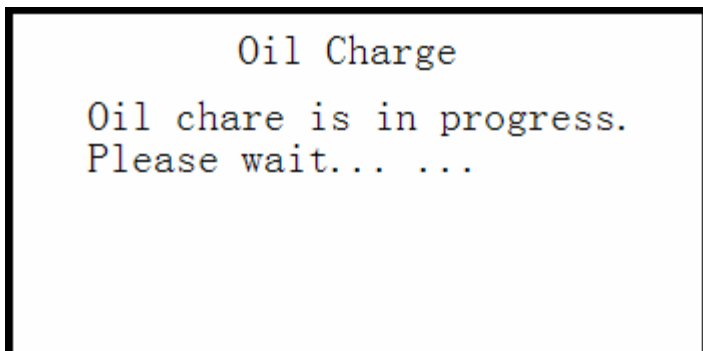 Oil Charge
Oil chare is in progress.
Please wait... ...